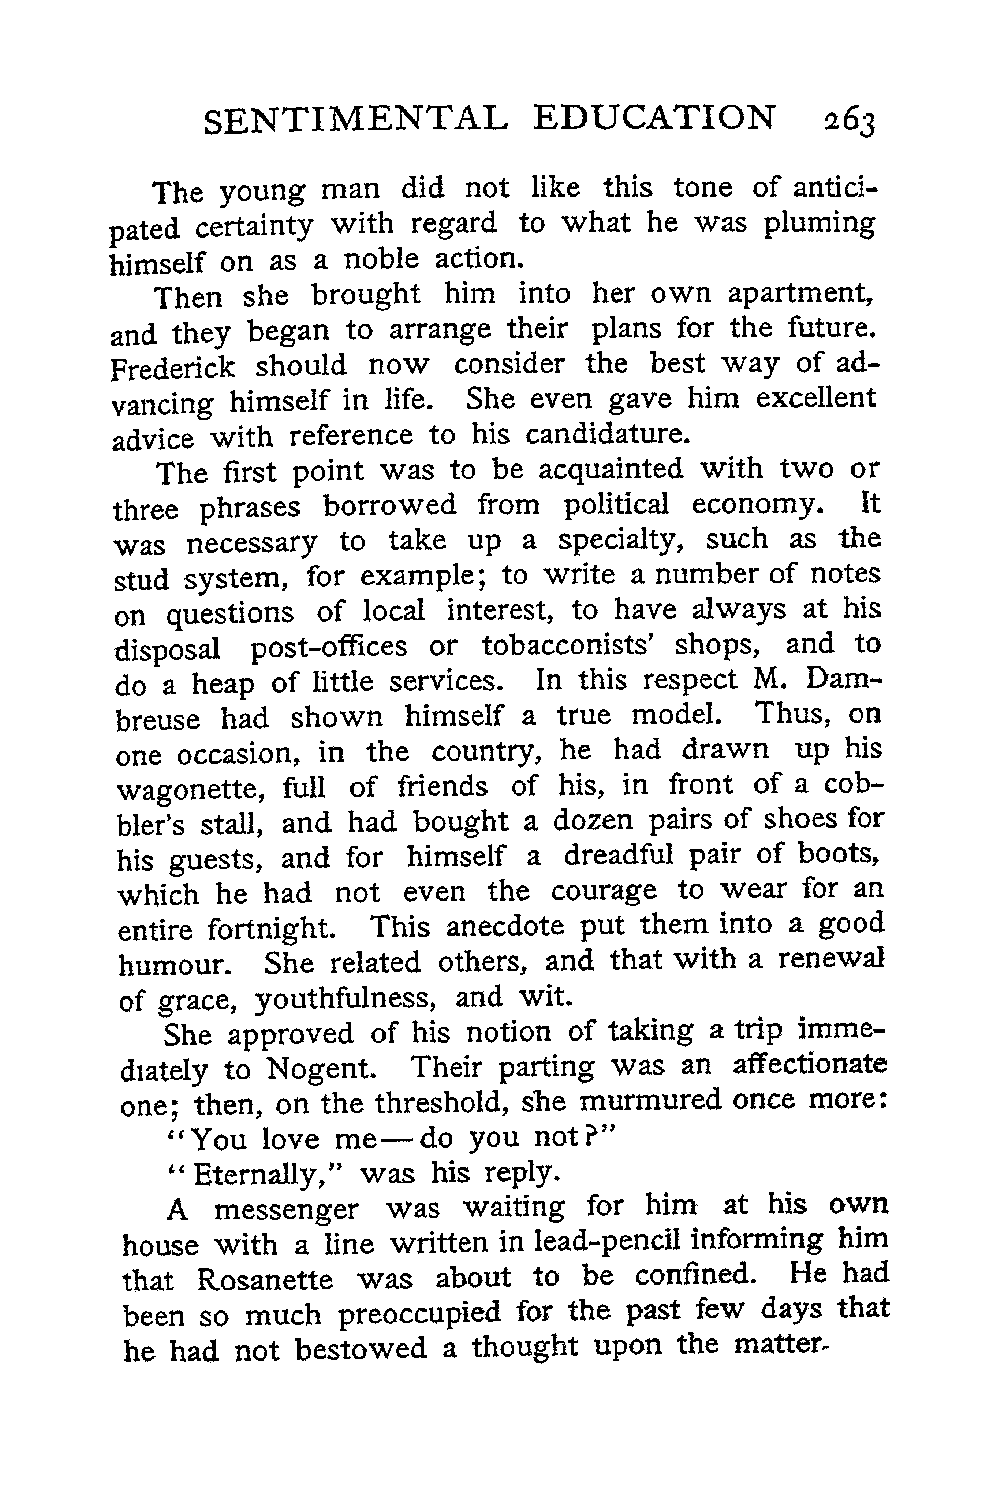 SENTIMENTAL EDUCATION 263
The young man did not like this tone of antici-
pated certainty with regard to what he was pluming
himself on as a noble action.
Then she brought him into her own apartment,
and they began to arrange their plans for the future.
Frederick should now consider the best way of ad-
vancing himself in life. She even gave him excellent
advice with reference to his candidature.
The first point was to be acquainted with two or
three phrases borrowed from political economy. It
was necessary to take up a specialty, such as the
stud system, for example; to write a number of notes
on questions of local interest, to have always at his
disposal post-offices or tobacconists' shops, and to
do a heap of little services. In this respect M. Dam-
breuse had shown himself a true model. Thus, on
one occasion, in the country, he had drawn up his
wagonette, full of friends of his, in front of a cob-
bler's stall, and had bought a dozen pairs of shoes for
his guests, and for himself a dreadful pair of boots,
which he had not even the courage to wear for an
entire fortnight. This anecdote put them into a good
humour. She related others, and that with a renewal
of grace, youthfulness, and wit.
She approved of his notion of taking a trip imme-
diately to Nogent. Their parting was an affectionate
one; then, on the threshold, she murmured once more:
"You love me—do you not?"
"Eternally," was his reply.
A messenger was waiting for him at his own
house with a line written in lead-pencil informing him
that Rosanette was about to be confined. He had
been so much preoccupied for the past few days that
he had not bestowed a thought upon the matter.